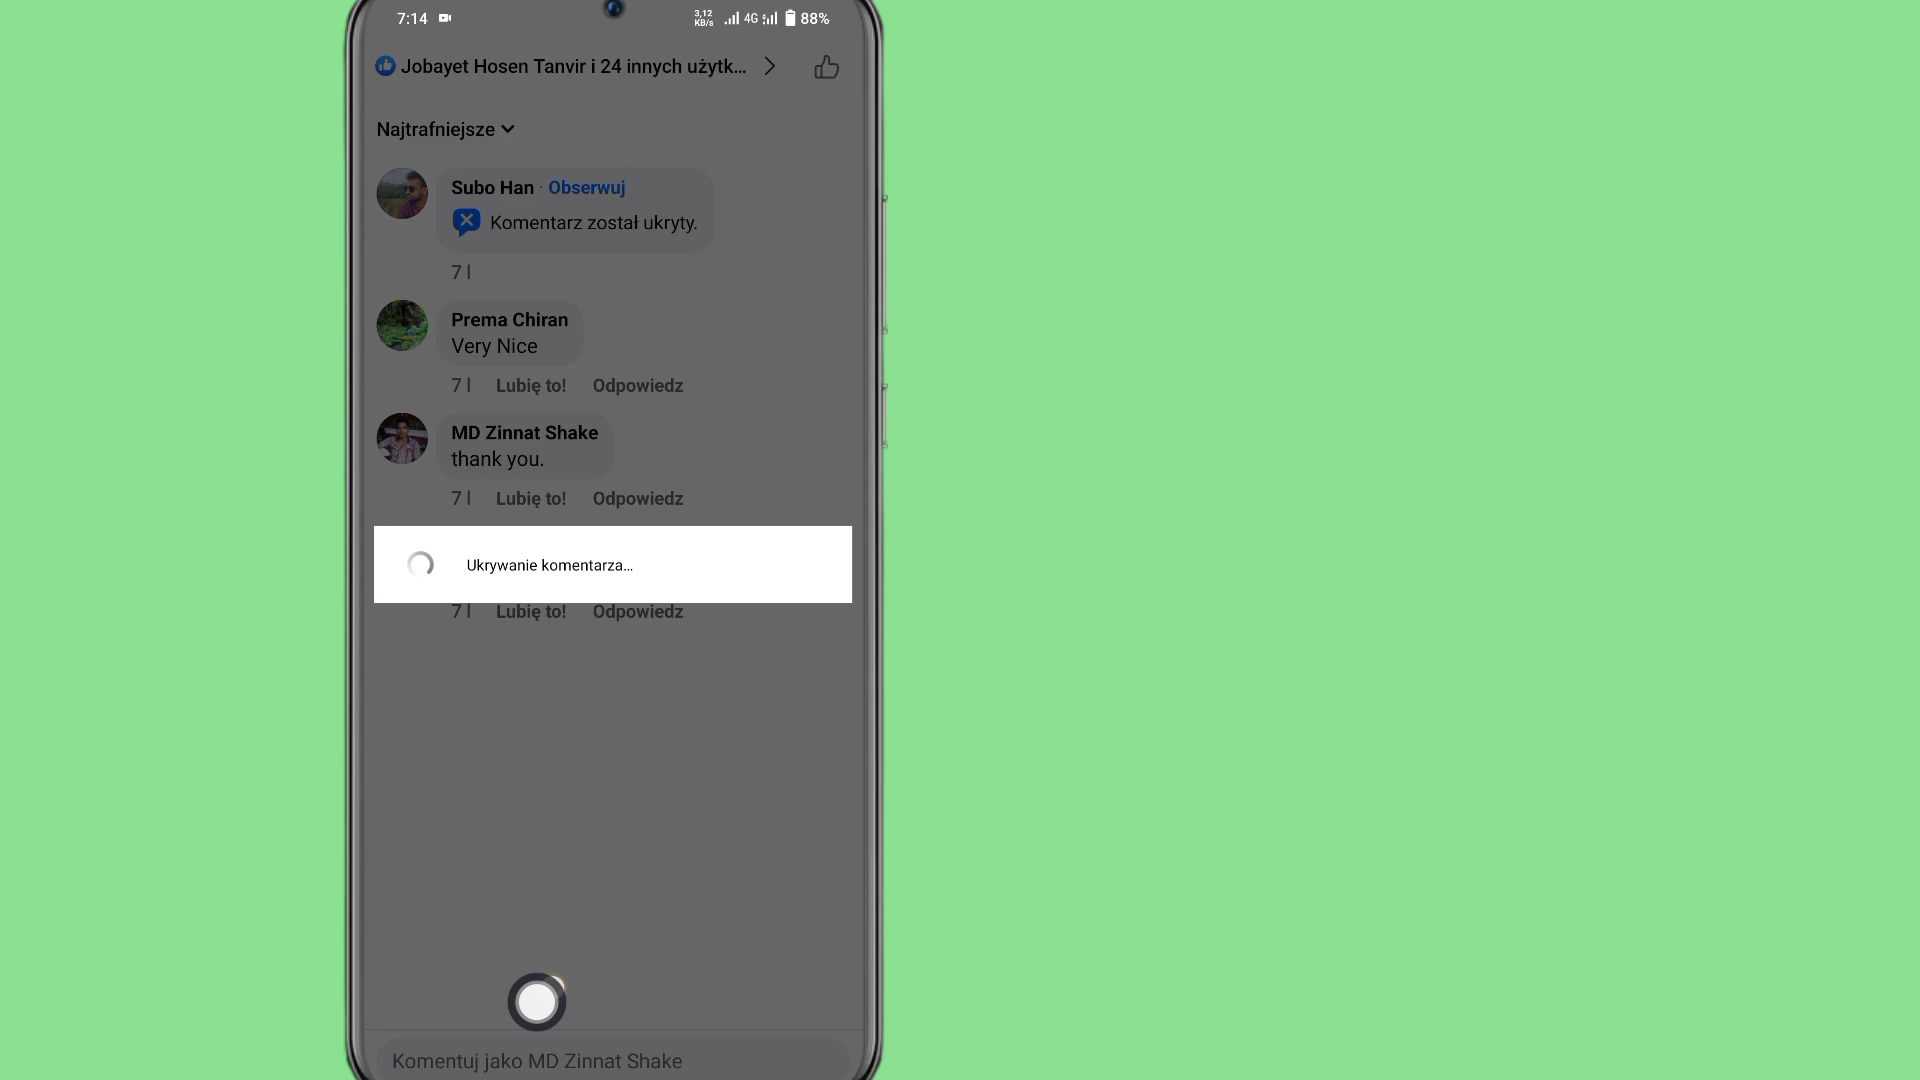 7:14
3,12
KB/s
4G
88%
Jobayet Hosen Tanvir i 24 innych użytk...
Najtrafniejsze
Subo Han · Obserwuj
Komentarz został ukryty.
7 l
Prema Chiran
Very Nice
7 l Lubię to! Odpowiedz
MD Zinnat Shake
thank you.
7 l Lubię to! Odpowiedz
Ukrywanie komentarza...
7 l Lubię to! Odpowiedz
Komentuj jako MD Zinnat Shake